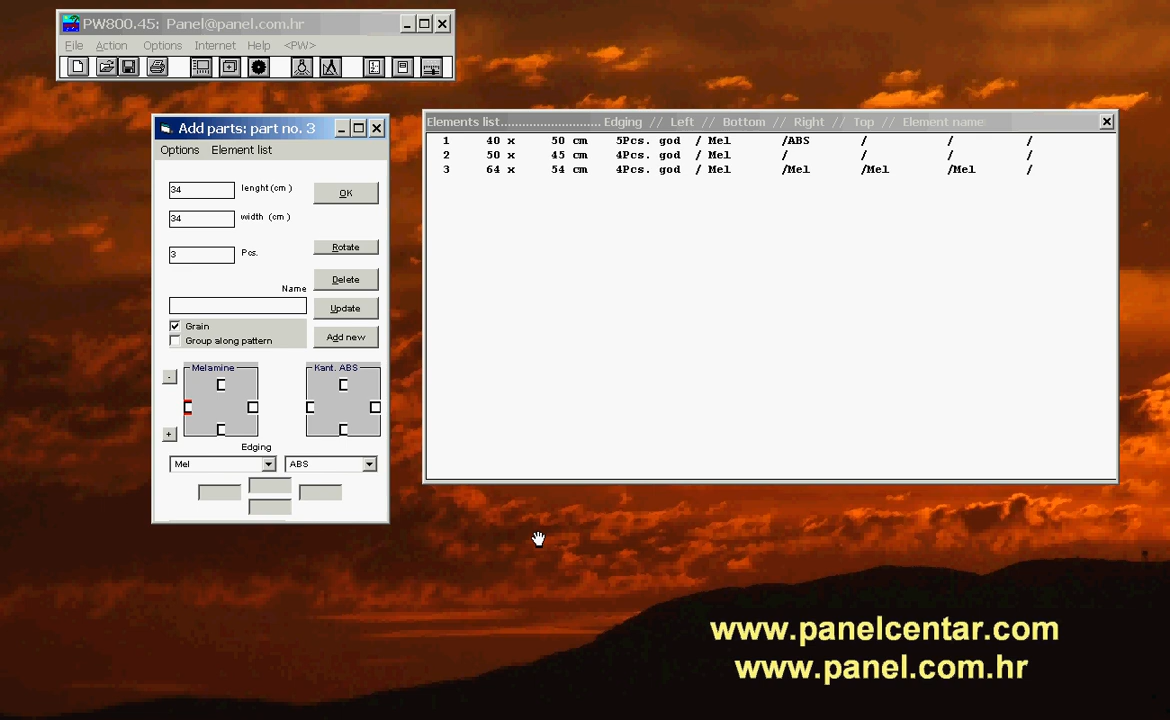 PW800.45: Panel@panel.com.hr
File Action Options Internet Help <PW>
Add parts: part no. 3
Options Element list
34 lenght (cm )
OK
34 width (cm )
3 Pcs.
Rotate
Delete
Name
Update
Grain
Group along pattern
Add new
Melamine Kant. ABS
-
+
Edging
Mel ABS
Elements list............................ Edging // Left // Bottom // Right // Top // Element name
1 40 x 50 cm 5Pcs. god / Mel /ABS / / /
2 50 x 45 cm 4Pcs. god / Mel / / / /
3 64 x 54 cm 4Pcs. god / Mel /Mel /Mel /Mel /
www.panelcentar.com
www.panel.com.hr